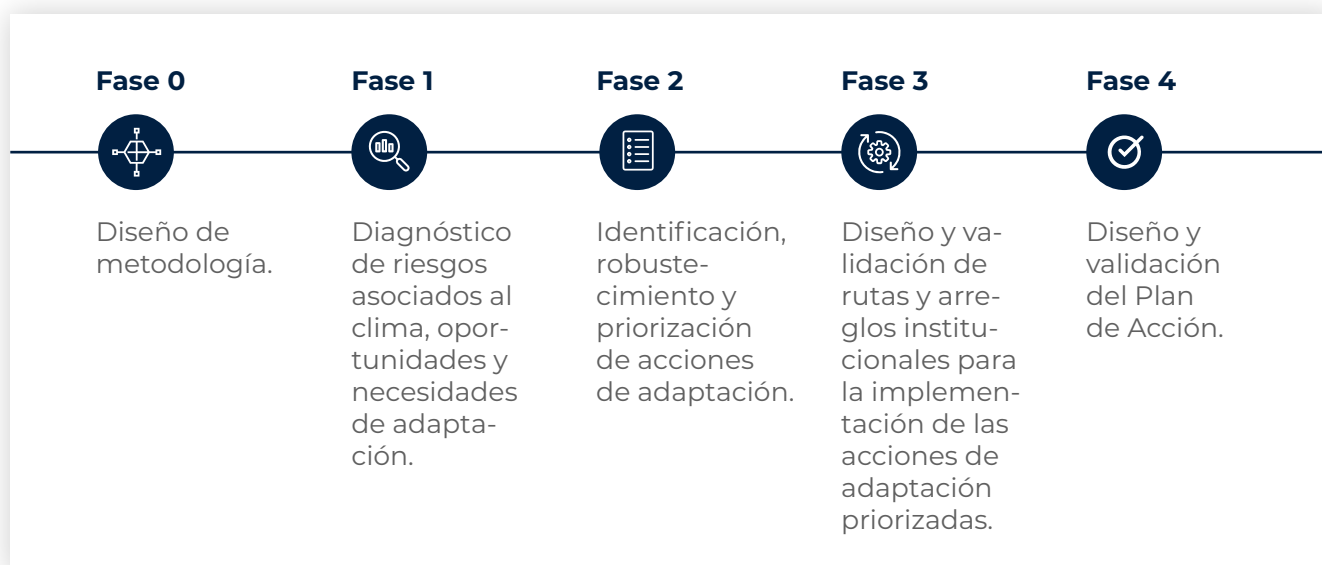 Fase 0
Diseño de
metodología.
Fase 1
Diagnóstico
de riesgos
asociados al
clima, opor-
tunidades y
necesidades
de adapta-
ción.
Fase 2
Identificación,
robuste-
cimiento y
priorización
de acciones
de adaptación.
Fase 3
Diseño y va-
lidación de
rutas y arre-
glos institu-
cionales para
la implemen-
tación de las
acciones de
adaptación
priorizadas.
Fase 4
Diseño y
validación
del Plan
de Acción.